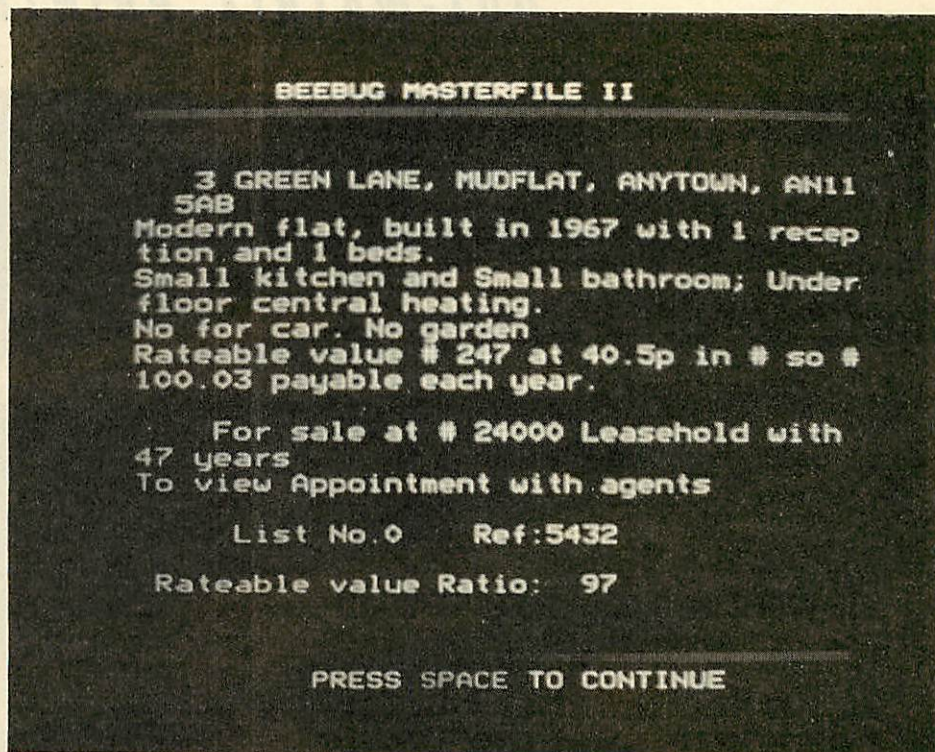 BEEBUG MASTERFILE II
3 GREEN LANE, MUDFLAT, ANYTOWN, AN11
5AB
Modern flat, built in 1967 with 1 recep
tion and 1 beds.
Small kitchen and Small bathroom; Under
floor central heating.
No for car. No garden
Rateable value # 247 at 40.5p in # so #
100.03 payable each year.
For sale at # 24000 Leasehold with
47 years
To view Appointment with agents
List No.0 Ref:5432
Rateable value Ratio: 97
PRESS SPACE TO CONTINUE